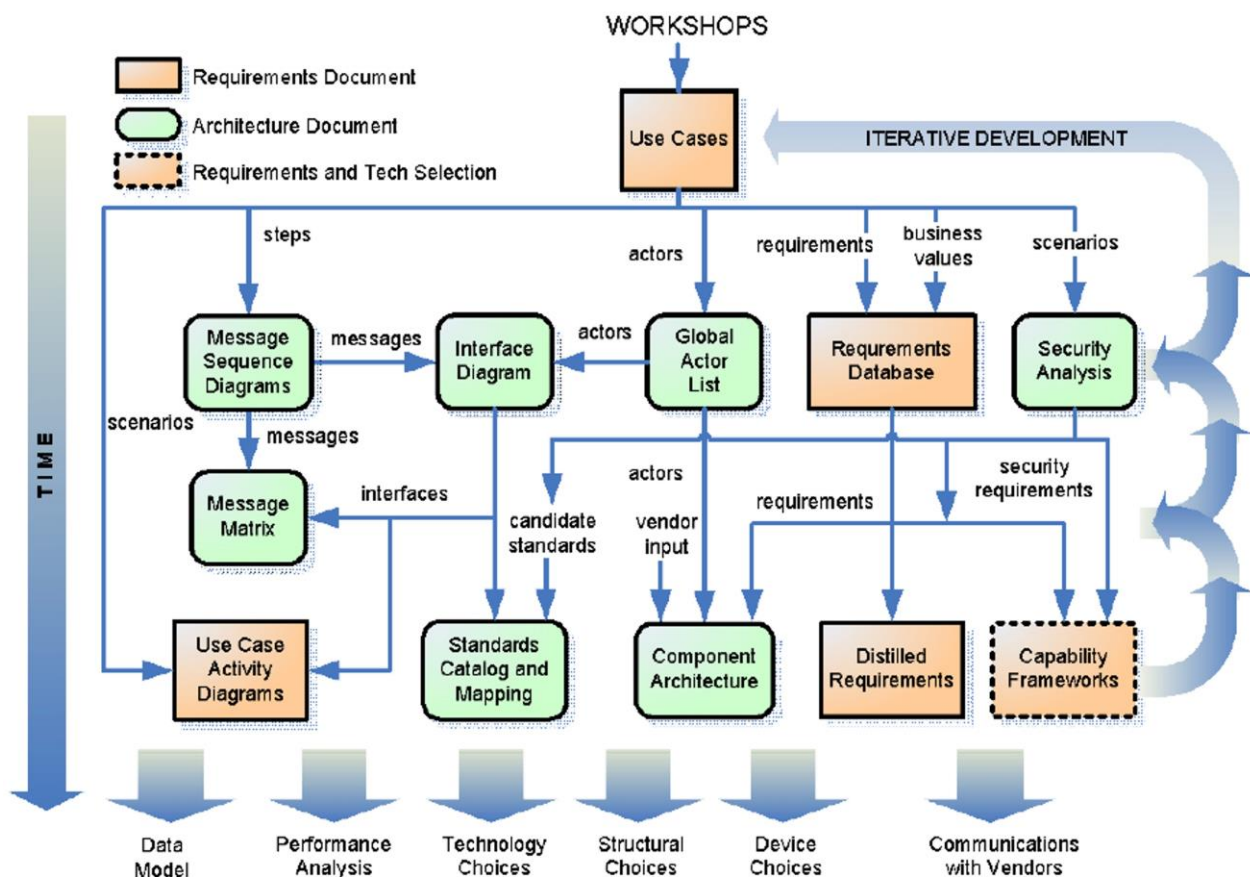 WORKSHOPS
Requirements Document
Architecture Document
Requirements and Tech Selection
Use Cases
ITERATIVE DEVELOPMENT
TIME
steps
actors
requirements
business
values
scenarios
Message
Sequence
Diagrams
messages
Interface
Diagram
actors
Global
Actor
List
Requrements
Database
Security
Analysis
scenarios
messages
Message
Matrix
interfaces
candidate
standards
actors
vendor
input
requirements
security
requirements
Use Case
Activity
Diagrams
Standards
Catalog and
Mapping
Component
Architecture
Distilled
Requirements
Capability
Frameworks
Data
Model
Performance
Analysis
Technology
Choices
Structural
Choices
Device
Choices
Communications
with Vendors